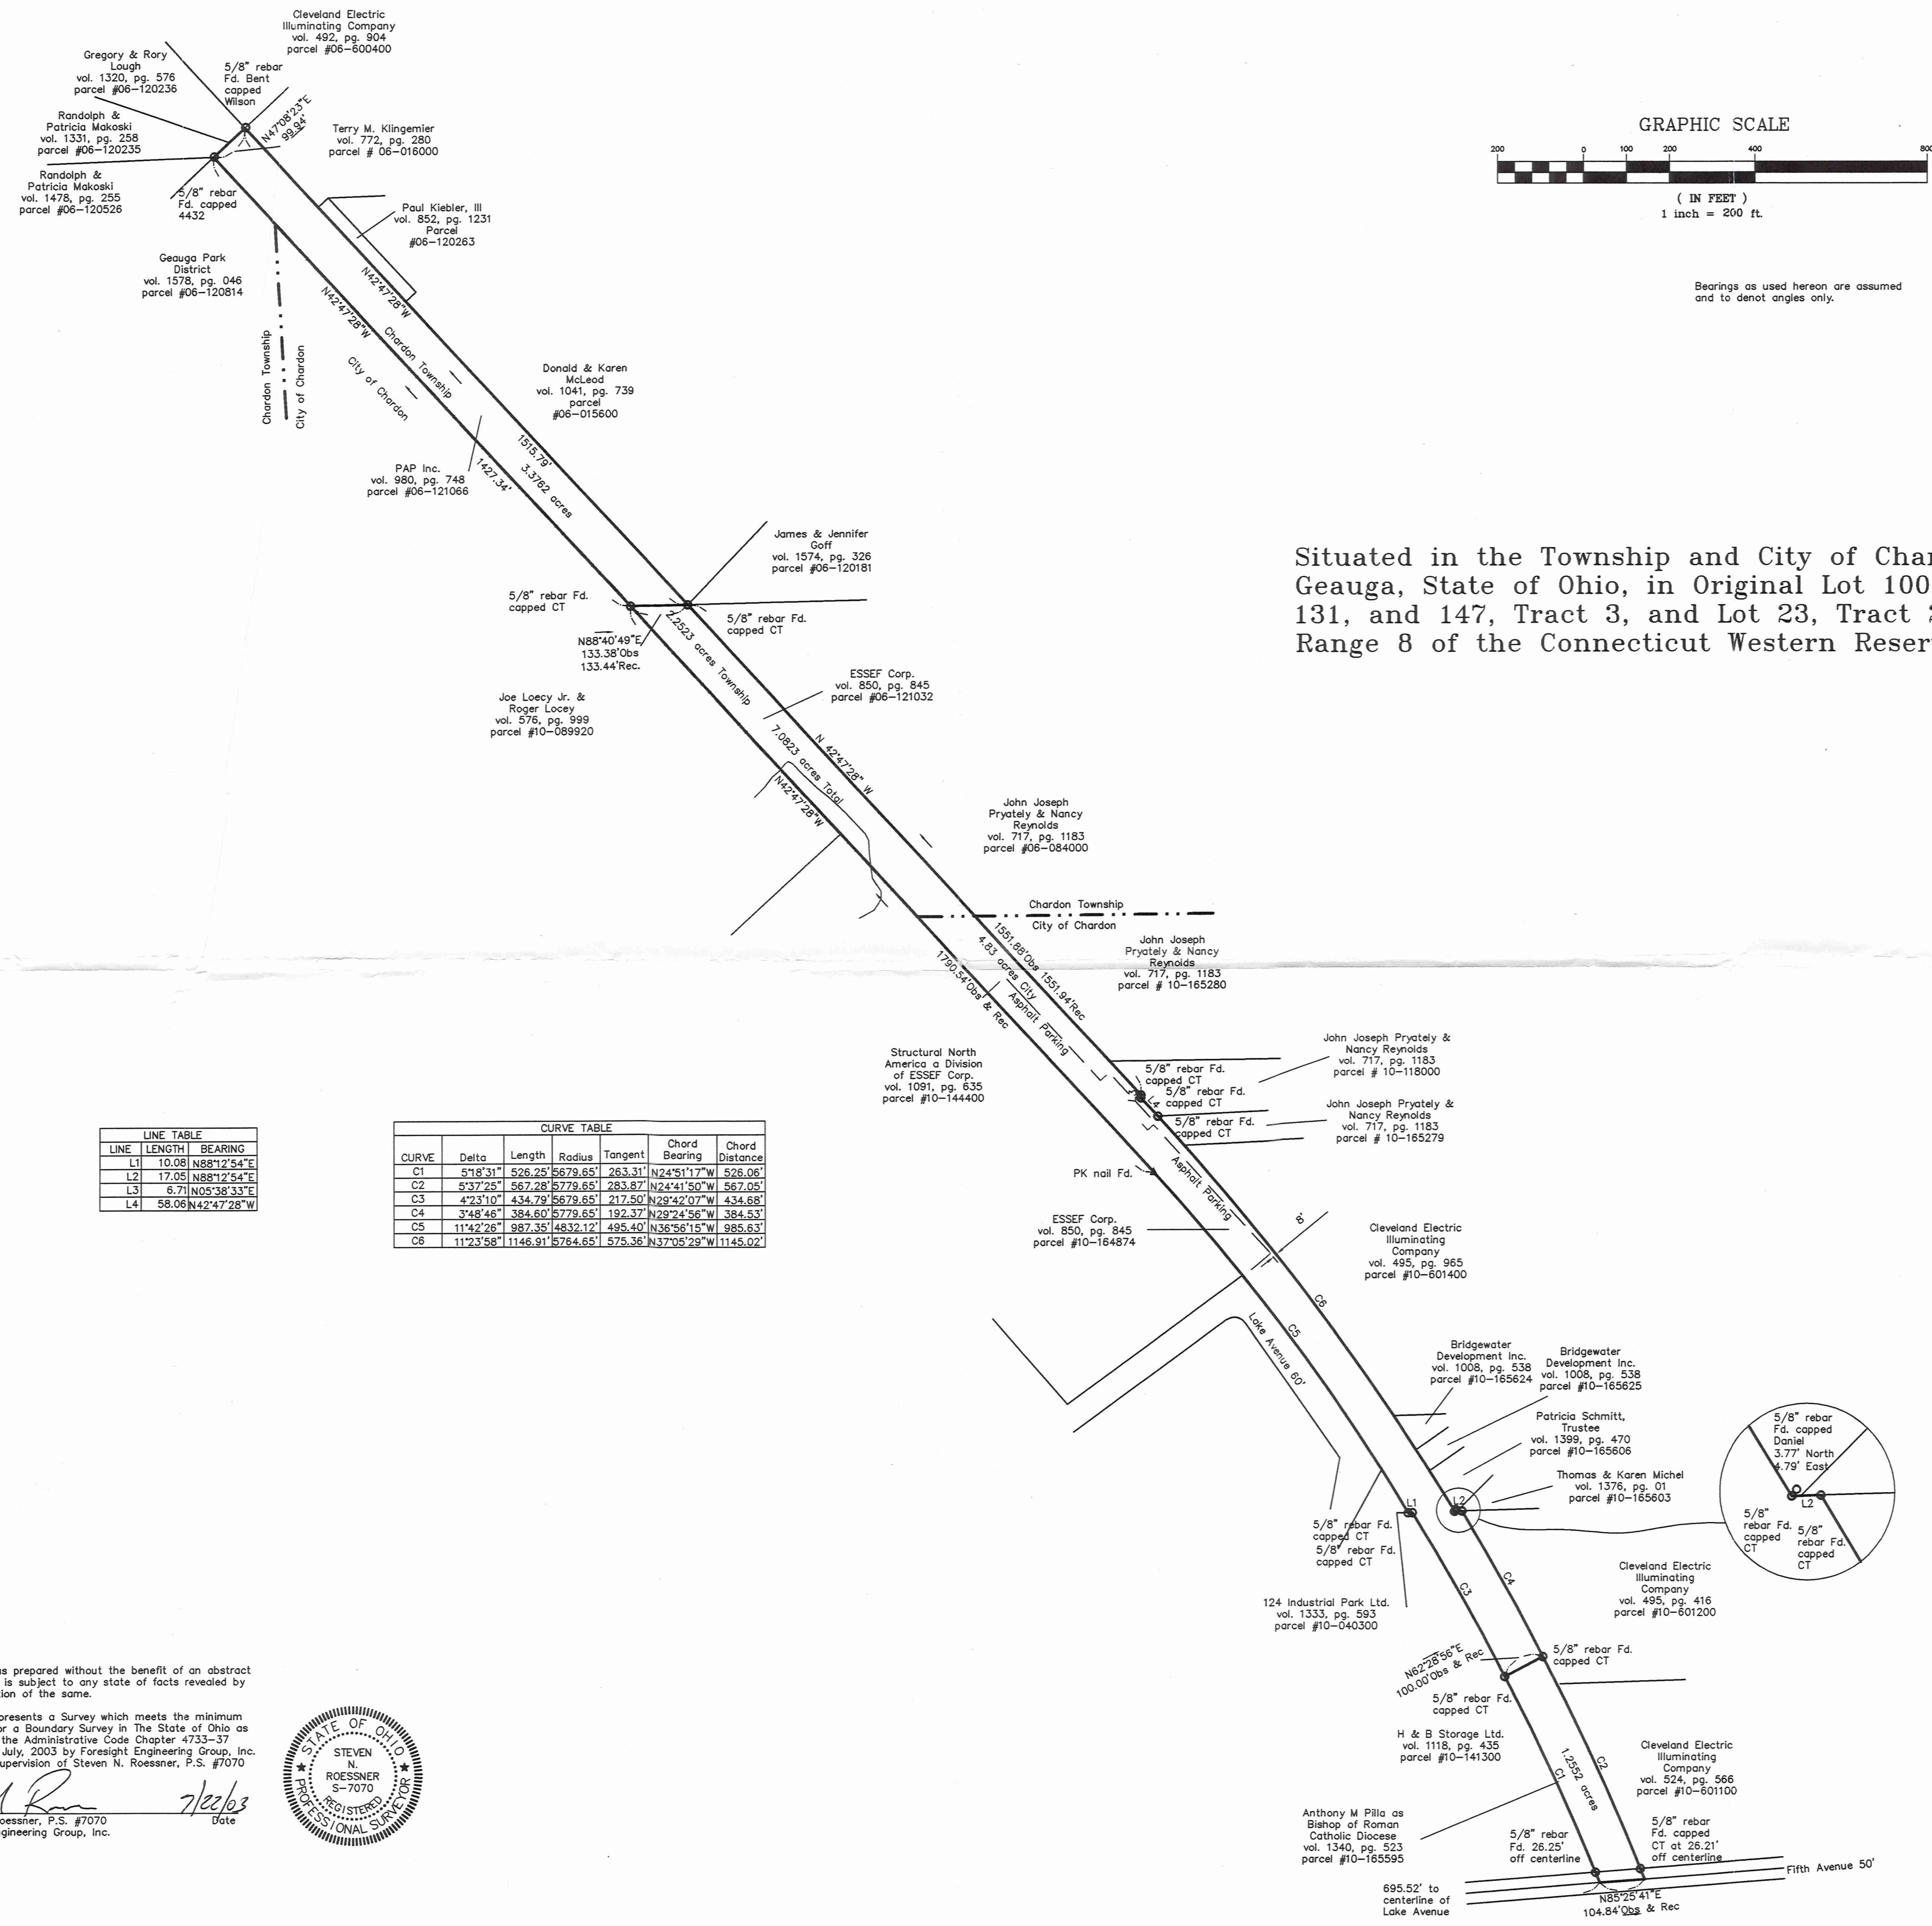 Cleveland Electric
Illuminating Company
vol. 492, pg. 904
parcel #06-600400
Gregory & Rory
Lough
vol. 1320, pg. 576
parcel #06-120236
5/8" rebar
Fd. Bent
capped
Wilson
N47°08'23"E
99.94'
Randolph &
Patricia Makoski
vol. 1331, pg. 258
parcel #06-120235
Terry M. Klingemier
vol. 772, pg. 280
parcel # 06-016000
Randolph &
Patricia Makoski
vol. 1478, pg. 255
parcel #06-120526
5/8" rebar
Fd. capped
4432
Paul Kiebler, III
vol. 852, pg. 1231
Parcel
#06-120263
Geauga Park
District
vol. 1578, pg. 046
parcel #06-120814
N42°47'28"W
N42°47'28"W
Chardon Township
City of Chardon
Chardon Township
City of Chardon
Donald & Karen
McLeod
vol. 1041, pg. 739
parcel
#06-015600
PAP Inc.
vol. 980, pg. 748
parcel #06-121066
1515.79'
3.3762 acres
1427.34'
GRAPHIC SCALE
200 0 100 200 400 800
( IN FEET )
1 inch = 200 ft.
Bearings as used hereon are assumed
and to denot angles only.
Situated in the Township and City of Char
Geauga, State of Ohio, in Original Lot 100
131, and 147, Tract 3, and Lot 23, Tract
Range 8 of the Connecticut Western Reser
James & Jennifer
Goff
vol. 1574, pg. 326
parcel #06-120181
5/8" rebar Fd.
capped CT
5/8" rebar Fd.
capped CT
N88°40'49"E
133.38'Obs
133.44'Rec.
2.2523 acres Township
ESSEF Corp.
vol. 850, pg. 845
parcel #06-121032
Joe Loecy Jr. &
Roger Locey
vol. 576, pg. 999
parcel #10-089920
7.0823 acres Total
N 42°47'28" W
N42°47'28"W
John Joseph
Pryately & Nancy
Reynolds
vol. 717, pg. 1183
parcel #06-084000
Chardon Township
City of Chardon
John Joseph
Pryately & Nancy
Reynolds
vol. 717, pg. 1183
parcel # 10-165280
1551.88'Obs 1551.94'Rec
4.83 acres City
Asphalt Parking
1790.54'Obs & Rec
Structural North
America a Division
of ESSEF Corp.
vol. 1091, pg. 635
parcel #10-144400
John Joseph Pryately &
Nancy Reynolds
vol. 717, pg. 1183
parcel # 10-118000
5/8" rebar Fd.
capped CT
5/8" rebar Fd.
capped CT
L4
5/8" rebar Fd.
capped CT
John Joseph Pryately &
Nancy Reynolds
vol. 717, pg. 1183
parcel # 10-165279
PK nail Fd.
Asphalt Parking
ESSEF Corp.
vol. 850, pg. 845
parcel #10-164874
8'
Cleveland Electric
Illuminating
Company
vol. 495, pg. 965
parcel #10-601400
LINE TABLE
LINE LENGTH BEARING
L1 10.08 N88°12'54"E
L2 17.05 N88°12'54"E
L3 6.71 N05°38'33"E
L4 58.06 N42°47'28"W
CURVE TABLE
CURVE Delta Length Radius Tangent Chord Bearing Chord Distance
C1 5°18'31" 526.25' 5679.65' 263.31' N24°51'17"W 526.06'
C2 5°37'25" 567.28' 5779.65' 283.87' N24°41'50"W 567.05'
C3 4°23'10" 434.79' 5679.65' 217.50' N29°42'07"W 434.68'
C4 3°48'46" 384.60' 5779.65' 192.37' N29°24'56"W 384.53'
C5 11°42'26" 987.35' 4832.12' 495.40' N36°56'15"W 985.63'
C6 11°23'58" 1146.91' 5764.65' 575.36' N37°05'29"W 1145.02'
C6
C5
Lake Avenue 60'
Bridgewater
Development Inc.
vol. 1008, pg. 538
parcel #10-165624
Bridgewater
Development Inc.
vol. 1008, pg. 538
parcel #10-165625
Patricia Schmitt,
Trustee
vol. 1399, pg. 470
parcel #10-165606
Thomas & Karen Michel
vol. 1376, pg. 01
parcel #10-165603
5/8" rebar
Fd. capped
Daniel
3.77' North
4.79' East
L2
5/8"
rebar Fd.
capped
CT
5/8"
rebar Fd.
capped
CT
L1
L2
5/8" rebar Fd.
capped CT
5/8" rebar Fd.
capped CT
C3
C4
Cleveland Electric
Illuminating
Company
vol. 495, pg. 416
parcel #10-601200
124 Industrial Park Ltd.
vol. 1333, pg. 593
parcel #10-040300
N62°28'56"E
100.00'Obs & Rec
5/8" rebar Fd.
capped CT
5/8" rebar Fd.
capped CT
H & B Storage Ltd.
vol. 1118, pg. 435
parcel #10-141300
1.2552 acres
C1
C2
Cleveland Electric
Illuminating
Company
vol. 524, pg. 566
parcel #10-601100
Anthony M Pilla as
Bishop of Roman
Catholic Diocese
vol. 1340, pg. 523
parcel #10-165595
5/8" rebar
Fd. 26.25'
off centerline
5/8" rebar
Fd. capped
CT at 26.21'
off centerline
Fifth Avenue 50'
695.52' to
centerline of
Lake Avenue
N85°25'41"E
104.84'Obs & Rec
s prepared without the benefit of an abstract
is subject to any state of facts revealed by
ion of the same.
presents a Survey which meets the minimum
or a Boundary Survey in The State of Ohio as
the Administrative Code Chapter 4733-37
July, 2003 by Foresight Engineering Group, Inc.
upervision of Steven N. Roessner, P.S. #7070
7/22/03
oessner, P.S. #7070
Date
gineering Group, Inc.
STATE OF OHIO
STEVEN
N.
ROESSNER
S-7070
REGISTERED
PROFESSIONAL SURVEYOR